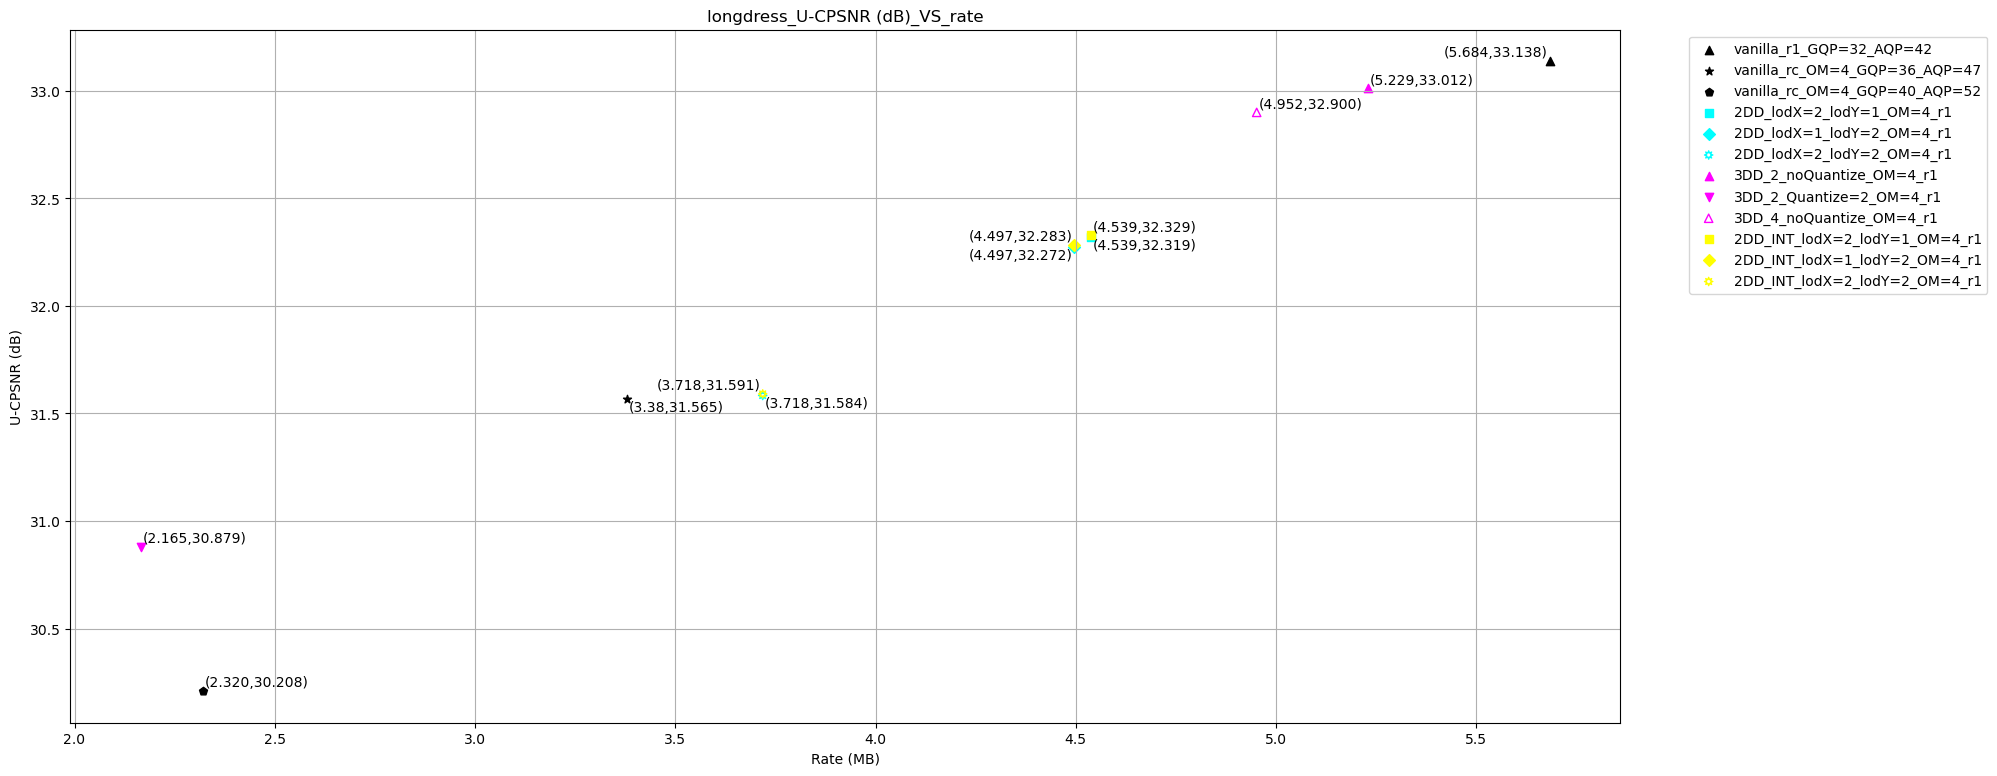 longdress_U-CPSNR (dB)_VS_rate
(5.684,33.138)
(5.229,33.012)
(4.952,32.900)
(4.539,32.329)
(4.497,32.283)
(4.539,32.319)
(4.497,32.272)
(3.718,31.591)
(3.718,31.584)
(3.38,31.565)
(2.165,30.879)
(2.320,30.208)
33.0
32.5
32.0
31.5
31.0
30.5
U-CPSNR (dB)
2.0
2.5
3.0
3.5
4.0
4.5
5.0
5.5
Rate (MB)
vanilla_r1_GQP=32_AQP=42
vanilla_rc_OM=4_GQP=36_AQP=47
vanilla_rc_OM=4_GQP=40_AQP=52
2DD_lodX=2_lodY=1_OM=4_r1
2DD_lodX=1_lodY=2_OM=4_r1
2DD_lodX=2_lodY=2_OM=4_r1
3DD_2_noQuantize_OM=4_r1
3DD_2_Quantize=2_OM=4_r1
3DD_4_noQuantize_OM=4_r1
2DD_INT_lodX=2_lodY=1_OM=4_r1
2DD_INT_lodX=1_lodY=2_OM=4_r1
2DD_INT_lodX=2_lodY=2_OM=4_r1